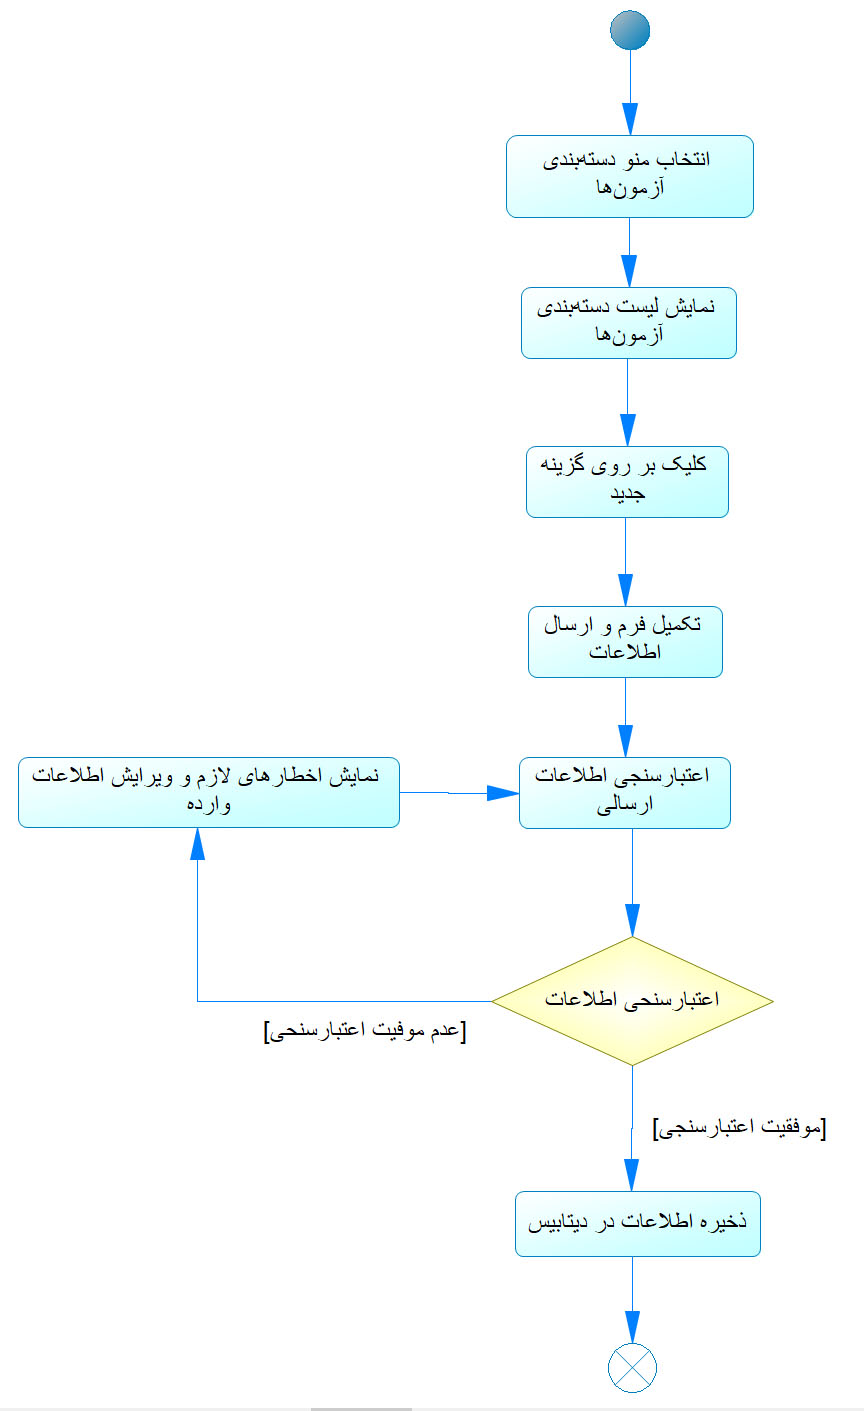 انتخاب منو دسته‌بندی
آزمون‌ها
نمایش لیست دسته‌بندی
آزمون‌ها
کلیک بر روی گزینه
جدید
تکمیل فرم و ارسال
اطلاعات
نمایش اخطارهای لازم و ویرایش اطلاعات
وارده
اعتبارسنجی اطلاعات
ارسالی
اعتبارسنحی اطلاعات
[عدم موفیت اعتبارسنحی]
[موفقیت اعتبارسنجی]
ذخیره اطلاعات در دیتابیس